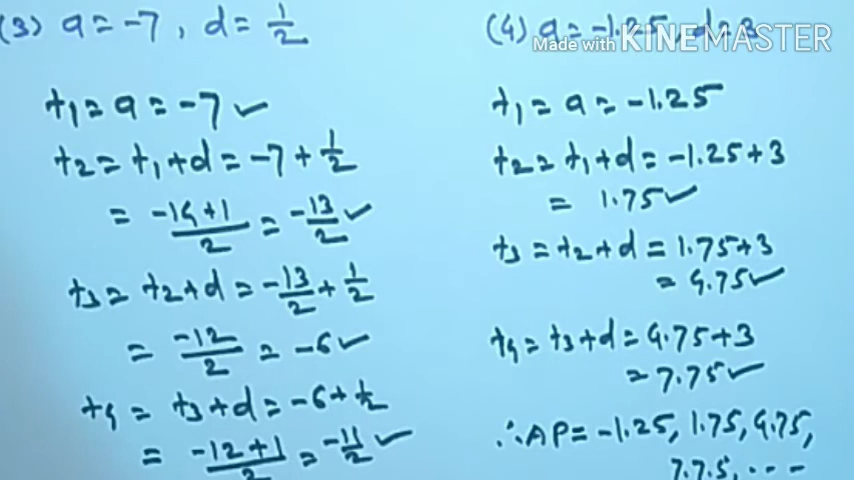 (3) a = -7, d = 1/2
t1 = a = -7 ✓
t2 = t1 + d = -7 + 1/2
= -14+1/2 = -13/2 ✓
t3 = t2 + d = -13/2 + 1/2
= -12/2 = -6 ✓
t4 = t3 + d = -6 + 1/2
= -12+1/2 = -11/2 ✓
(4) a = -1.25, d = 3
Made with KINEMASTER
t1 = a = -1.25
t2 = t1 + d = -1.25 + 3
= 1.75 ✓
t3 = t2 + d = 1.75 + 3
= 4.75 ✓
t4 = t3 + d = 4.75 + 3
= 7.75 ✓
∴ AP = -1.25, 1.75, 4.75,
7.7.5, ---